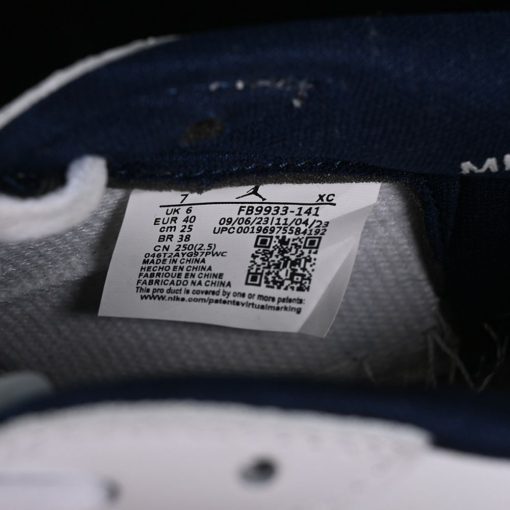 7 XC
UK 6 FB9933-141
EUR 40 09/06/23|11/04/23
cm 25 UPC00196975584192
BR 38
CN 250(2.5)
046T2AYG97PWC
MADE IN CHINA
HECHO EN CHINA
FABRIQUE EN CHINE
FABRICADO NA CHINA
This pro duct is covered by one or more patents:
www.nike.com/patentsvirtualmarking